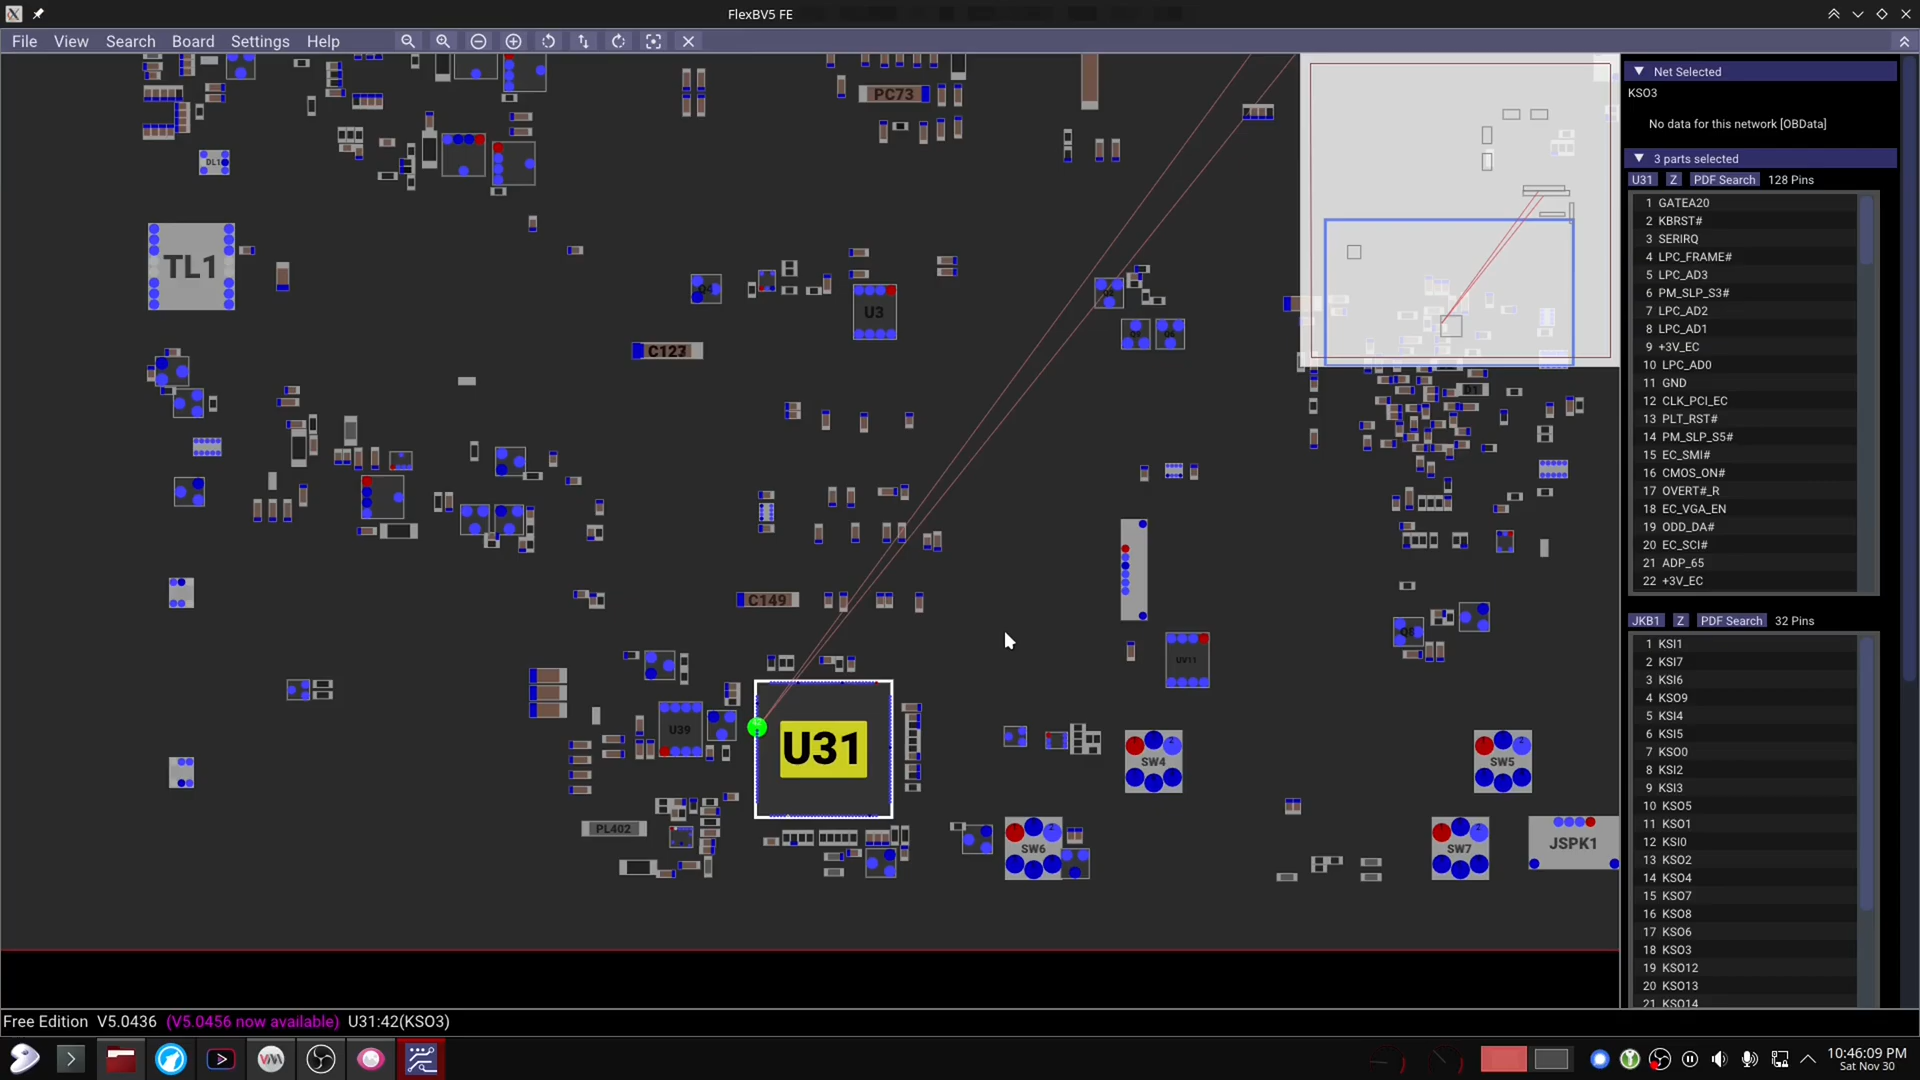 FlexBV5 FE
File View Search Board Settings Help
Net Selected
KSO3
No data for this network [OBData]
3 parts selected
U31 Z PDF Search 128 Pins
1 GATEA20
2 KBRST#
3 SERIRQ
4 LPC_FRAME#
5 LPC_AD3
6 PM_SLP_S3#
7 LPC_AD2
8 LPC_AD1
9 +3V_EC
10 LPC_AD0
11 GND
12 CLK_PCI_EC
13 PLT_RST#
14 PM_SLP_S5#
15 EC_SMI#
16 CMOS_ON#
17 OVERT#_R
18 EC_VGA_EN
19 ODD_DA#
20 EC_SCI#
21 ADP_65
22 +3V_EC
JKB1 Z PDF Search 32 Pins
1 KSI1
2 KSI7
3 KSI6
4 KSO9
5 KSI4
6 KSI5
7 KSO0
8 KSI2
9 KSI3
10 KSO5
11 KSO1
12 KSI0
13 KSO2
14 KSO4
15 KSO7
16 KSO8
17 KSO6
18 KSO3
19 KSO12
20 KSO13
21 KSO14
PC73
TL1
U3
C127
C149
UV11
U39
U31
SW4
SW5
PL402
SW6
SW7
JSPK1
Free Edition V5.0436 (V5.0456 now available) U31:42(KSO3)
10:46:09 PM
Sat Nov 30